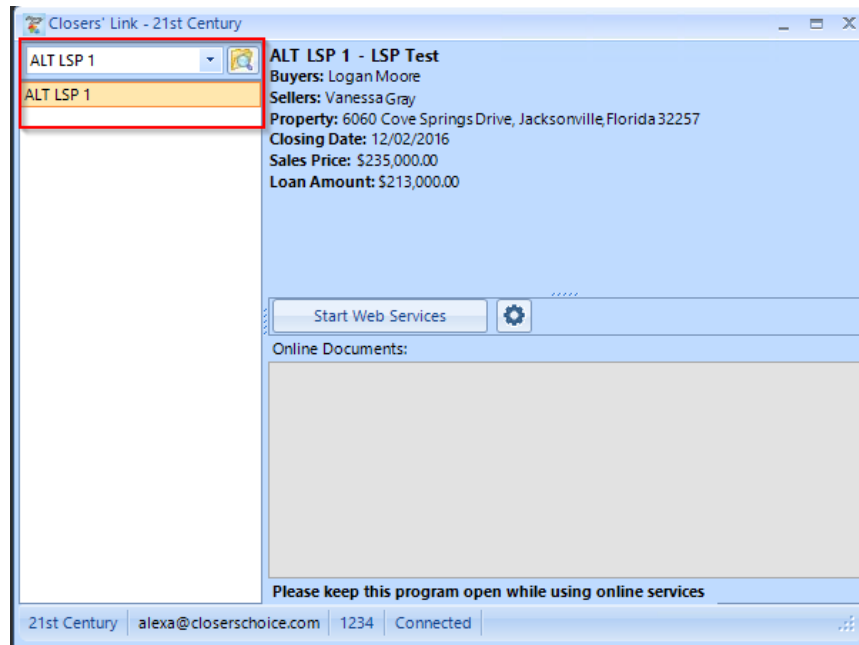 Closers' Link - 21st Century
ALT LSP 1
ALT LSP 1
ALT LSP 1 - LSP Test
Buyers: Logan Moore
Sellers: Vanessa Gray
Property: 6060 Cove Springs Drive, Jacksonville, Florida 32257
Closing Date: 12/02/2016
Sales Price: $235,000.00
Loan Amount: $213,000.00
Start Web Services
Online Documents:
Please keep this program open while using online services
21st Century alexa@closerschoice.com 1234 Connected